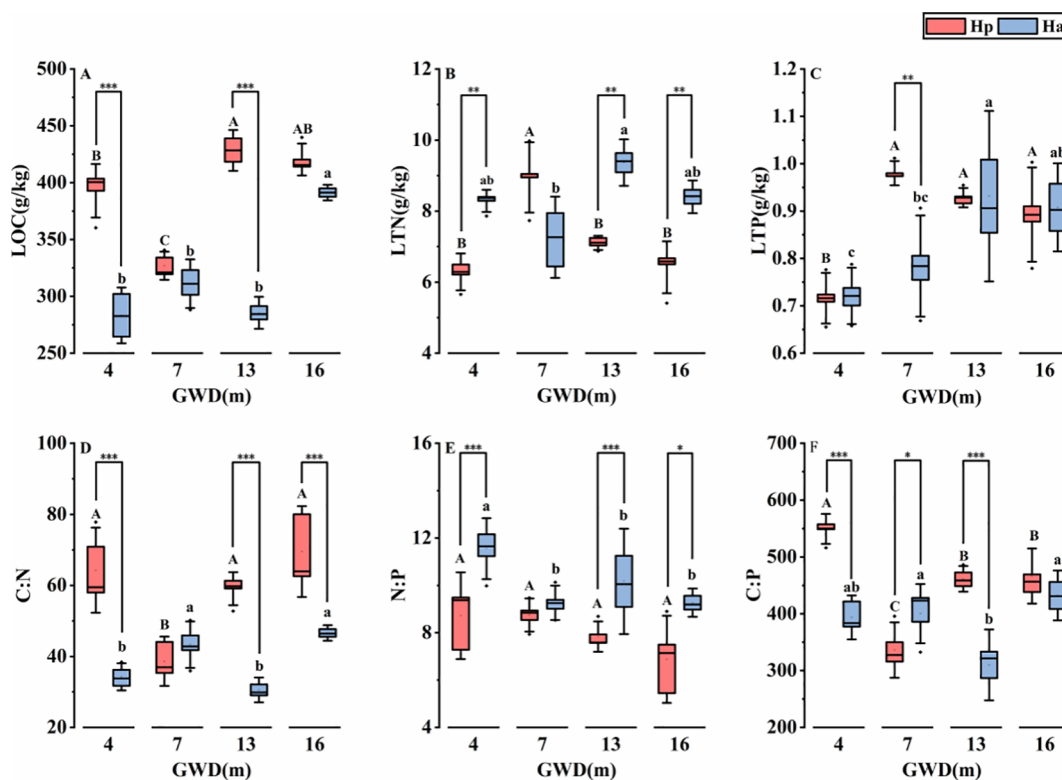 Hp Ha
A
500
450
400
350
300
250
LOC(g/kg)
***
***
B
b
C
b
A
b
AB
a
4 7 13 16
GWD(m)
B
12
10
8
6
4
LTN(g/kg)
**
**
**
B
ab
A
b
B
a
B
ab
4 7 13 16
GWD(m)
C
1.2
1.1
1.0
0.9
0.8
0.7
0.6
LTP(g/kg)
**
A
c
A
bc
A
a
A
ab
4 7 13 16
GWD(m)
D
100
80
60
40
20
C:N
***
***
***
A
b
B
a
A
b
A
a
4 7 13 16
GWD(m)
E
16
12
8
4
N:P
***
***
*
A
a
A
b
A
b
A
b
4 7 13 16
GWD(m)
F
700
600
500
400
300
200
C:P
***
*
***
A
ab
C
a
B
b
B
a
4 7 13 16
GWD(m)